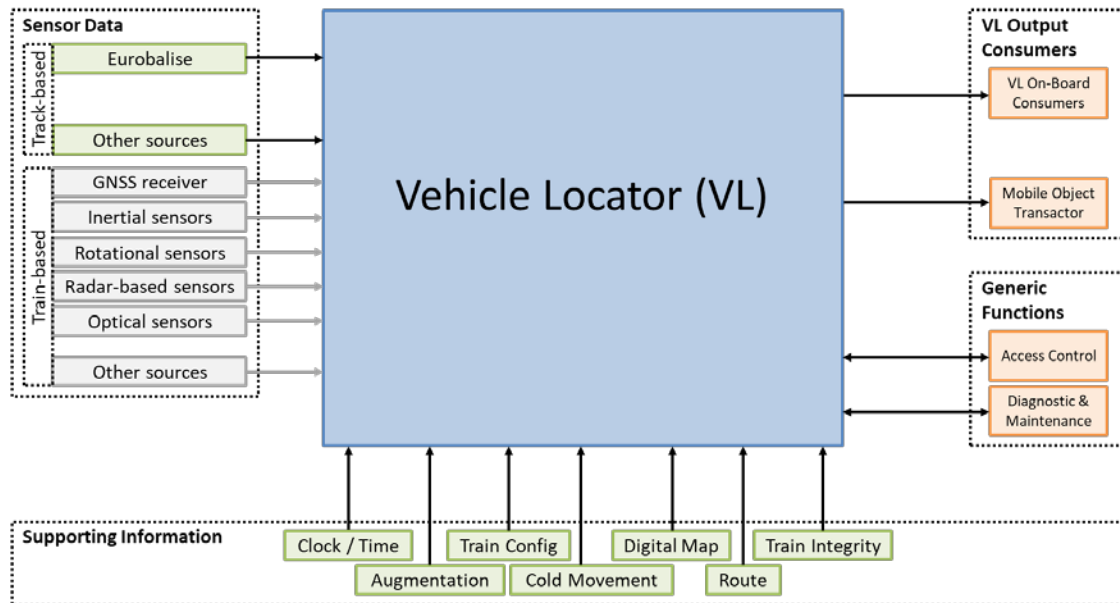 Sensor Data
Track-based
Eurobalise
Other sources
Train-based
GNSS receiver
Inertial sensors
Rotational sensors
Radar-based sensors
Optical sensors
Other sources
Vehicle Locator (VL)
VL Output
Consumers
VL On-Board
Consumers
Mobile Object
Transactor
Generic
Functions
Access Control
Diagnostic &
Maintenance
Supporting Information
Clock / Time
Train Config
Digital Map
Train Integrity
Augmentation
Cold Movement
Route